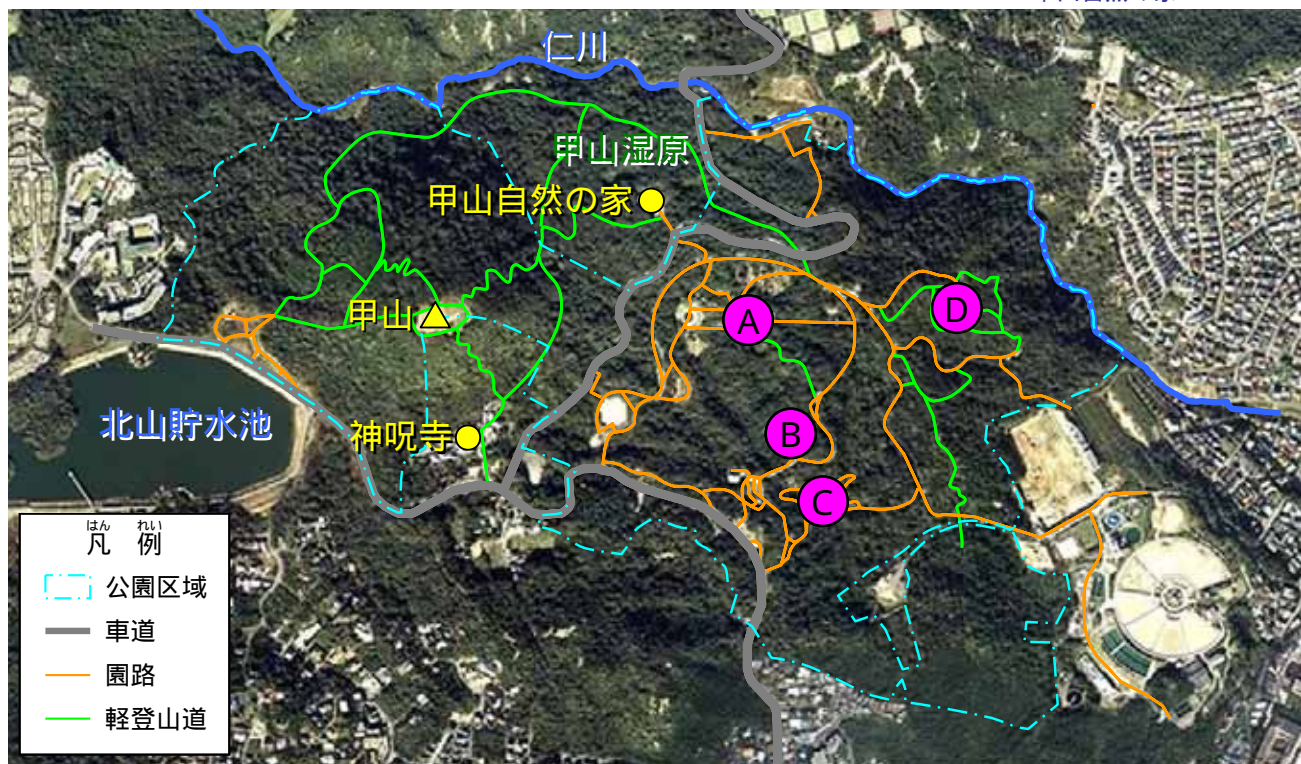 仁川
甲山湿原
甲山自然の家
甲山
北山貯水池
神呪寺
A
B
C
D
はん れい
凡 例
公園区域
車道
園路
軽登山道